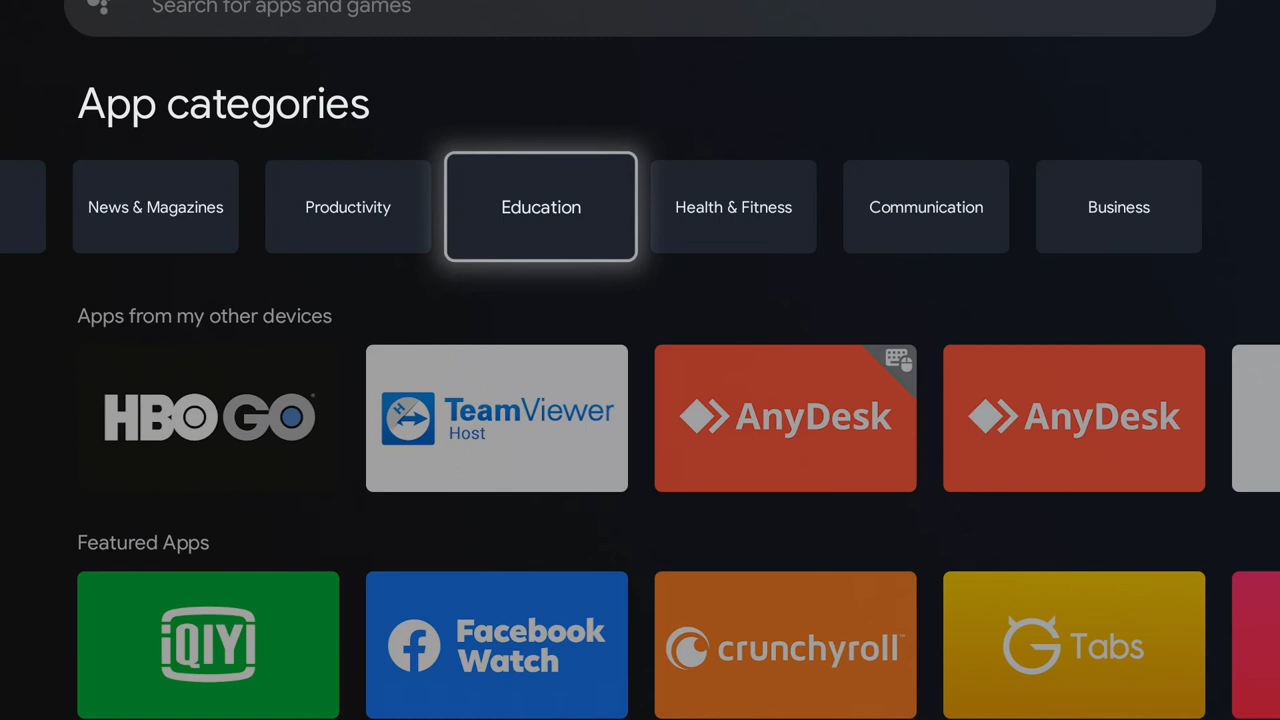 Search for apps and games
App categories
News & Magazines
Productivity
Education
Health & Fitness
Communication
Business
Apps from my other devices
HBO GO
TeamViewer
Host
AnyDesk
AnyDesk
Featured Apps
iQIYI
Facebook
Watch
crunchyroll™
G Tabs